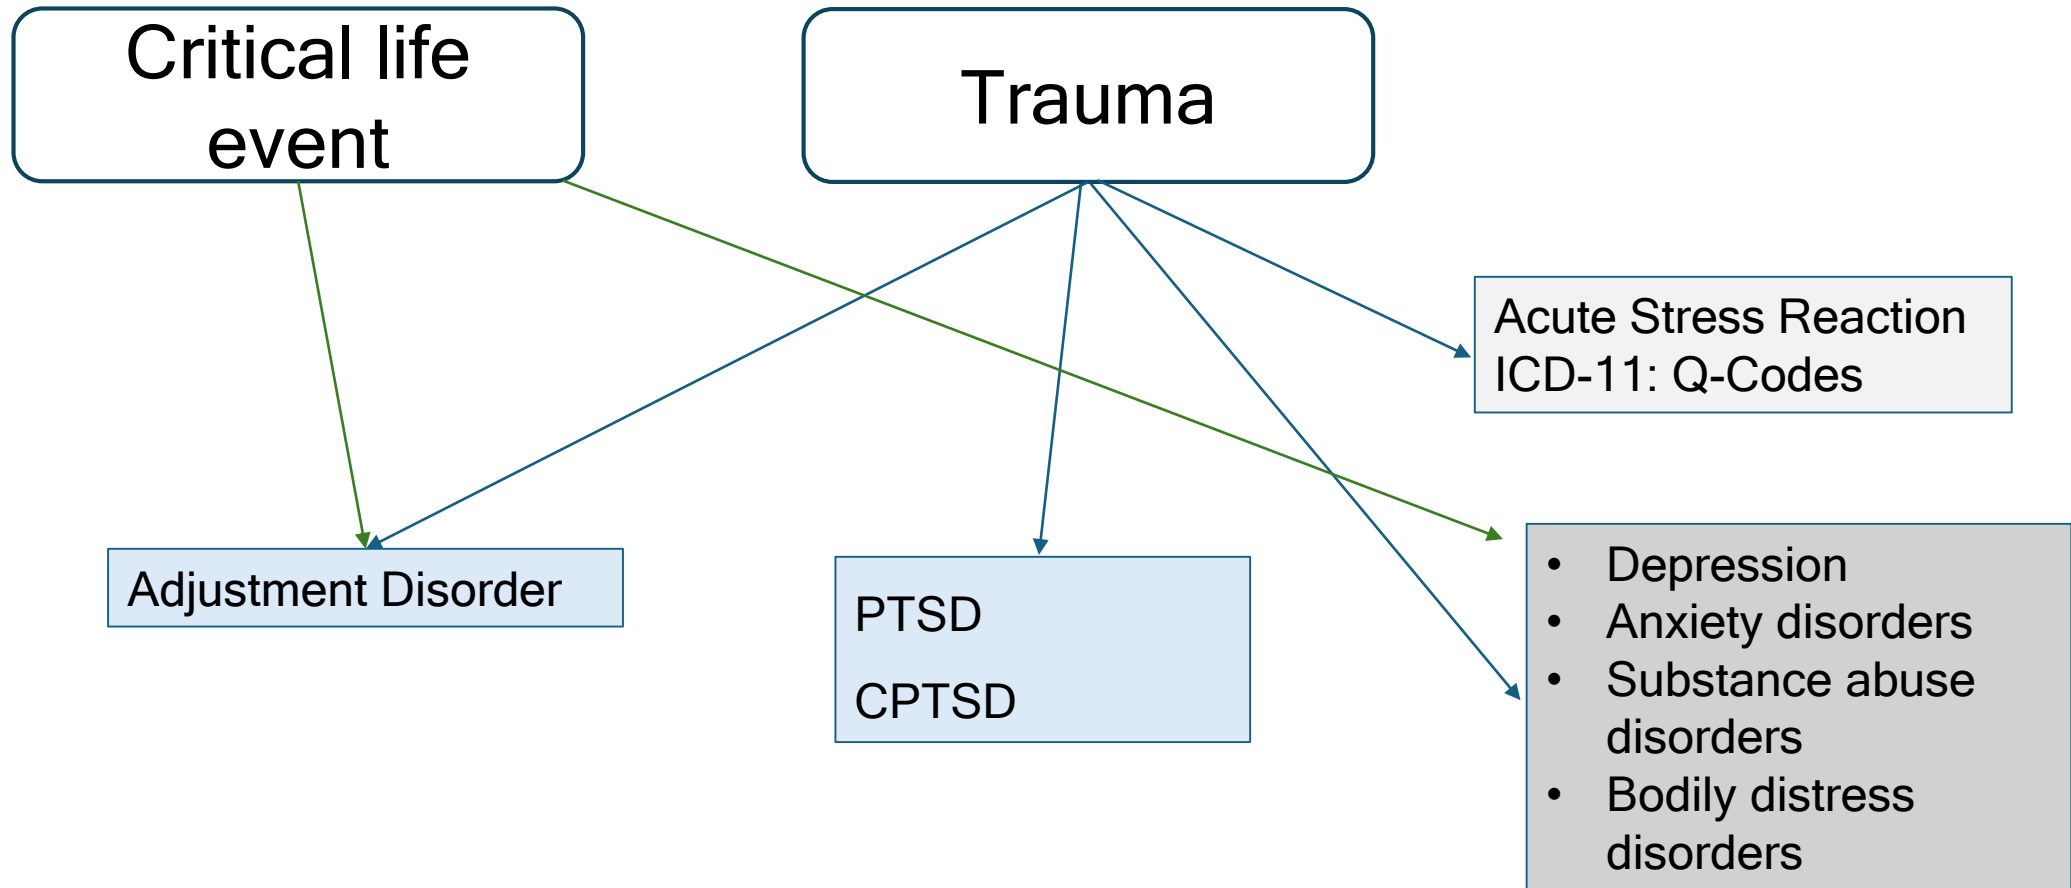 Critical life
event
Trauma
Acute Stress Reaction
ICD-11: Q-Codes
Adjustment Disorder
PTSD
CPTSD
• Depression
• Anxiety disorders
• Substance abuse
disorders
• Bodily distress
disorders